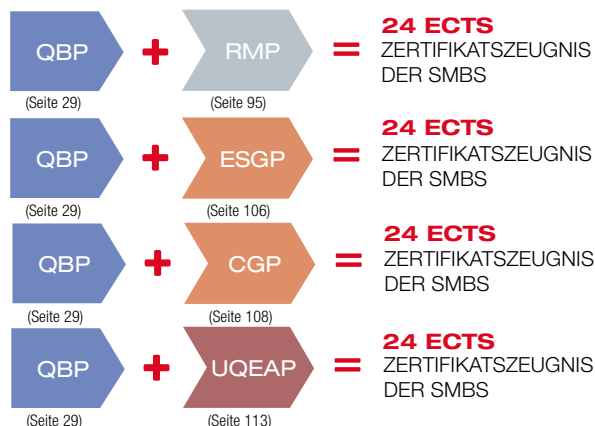 QBP + RMP = 24 ECTS
ZERTIFIKATSZEUGNIS
DER SMBS
(Seite 29) (Seite 95)
QBP + ESGP = 24 ECTS
ZERTIFIKATSZEUGNIS
DER SMBS
(Seite 29) (Seite 106)
QBP + CGP = 24 ECTS
ZERTIFIKATSZEUGNIS
DER SMBS
(Seite 29) (Seite 108)
QBP + UQEAP = 24 ECTS
ZERTIFIKATSZEUGNIS
DER SMBS
(Seite 29) (Seite 113)